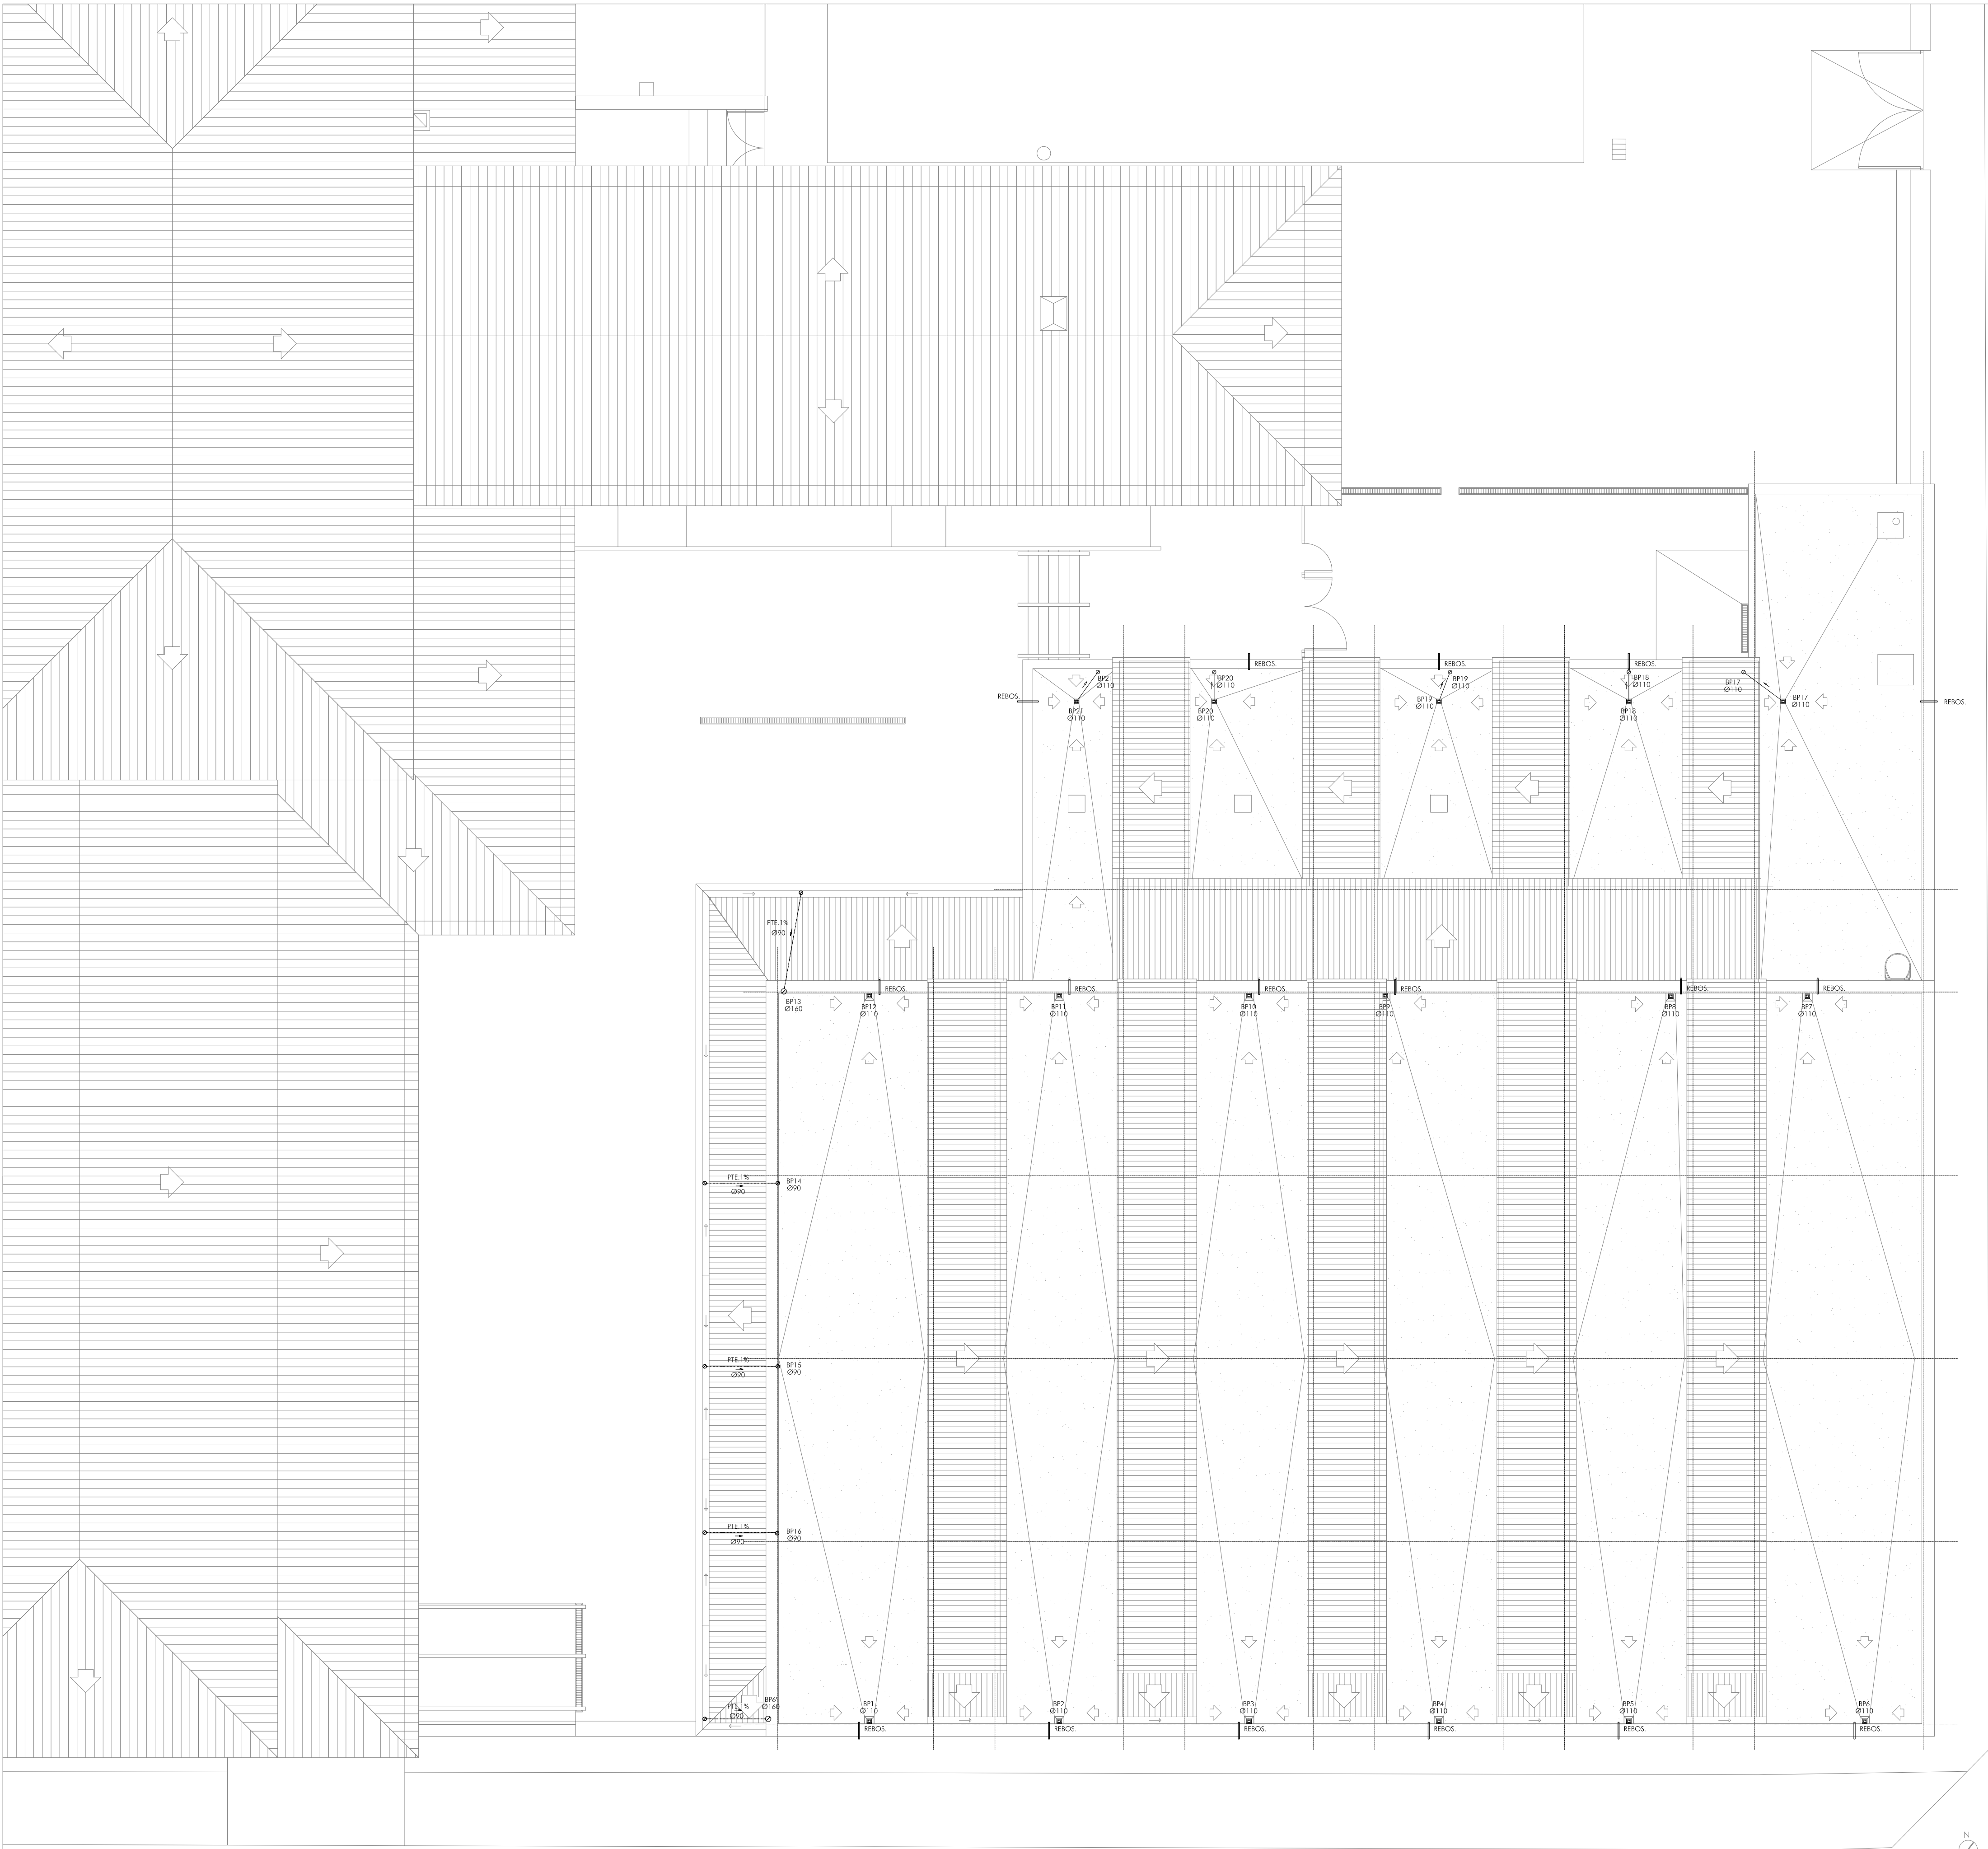 REBOS.
REBOS.
REBOS.
BP21
Ø110
BP20
Ø110
BP19
Ø110
BP18
Ø110
BP17
Ø110
REBOS.
BP21
Ø110
BP20
Ø110
BP19
Ø110
BP18
Ø110
BP17
Ø110
REBOS.
PTE.1%
Ø90
BP13
Ø160
REBOS.
REBOS.
REBOS.
REBOS.
REBOS.
REBOS.
BP12
Ø110
BP11
Ø110
BP10
Ø110
BP9
Ø110
BP8
Ø110
BP7
Ø110
PTE.1%
Ø90
BP14
Ø90
PTE.1%
Ø90
BP15
Ø90
PTE.1%
Ø90
BP16
Ø90
PTE.1%
Ø90
BP6'
Ø160
BP1
Ø110
BP2
Ø110
BP3
Ø110
BP4
Ø110
BP5
Ø110
BP6
Ø110
REBOS.
REBOS.
REBOS.
REBOS.
REBOS.
REBOS.
N